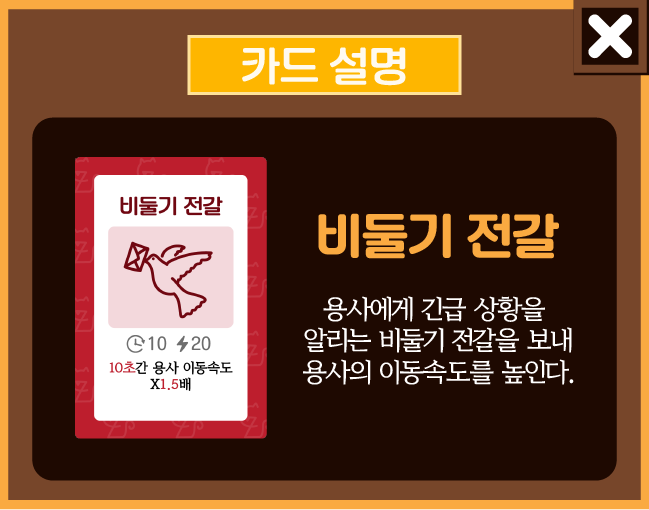 카드 설명
비둘기 전갈
10 20
10초간 용사 이동속도
X1.5배
비둘기 전갈
용사에게 긴급 상황을
알리는 비둘기 전갈을 보내
용사의 이동속도를 높인다.